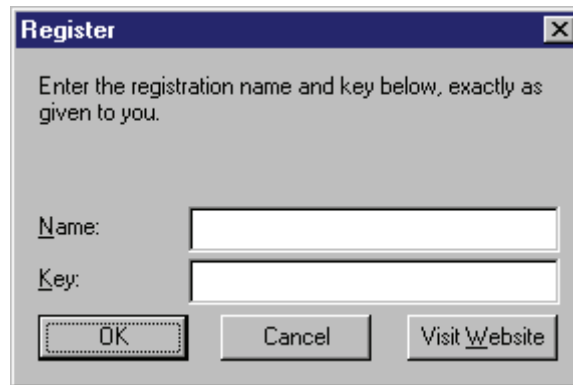 Register
Enter the registration name and key below, exactly as
given to you.
Name:
Key:
OK
Cancel
Visit Website